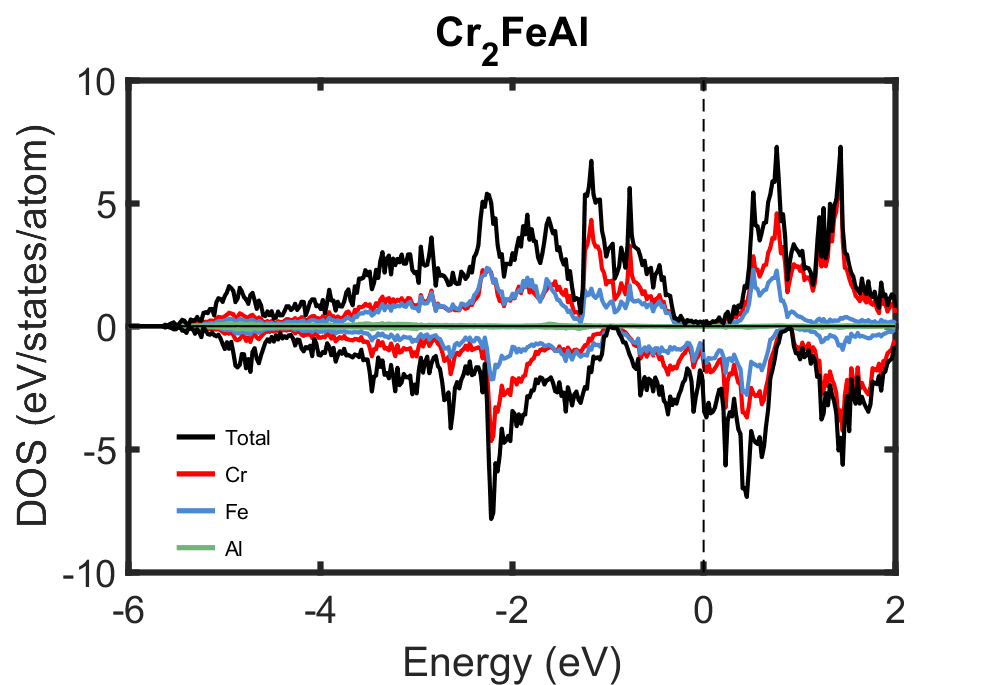 Cr2FeAl
10
5
0
-5
-10
DOS (eV/states/atom)
Total
Cr
Fe
Al
-6 -4 -2 0 2
Energy (eV)